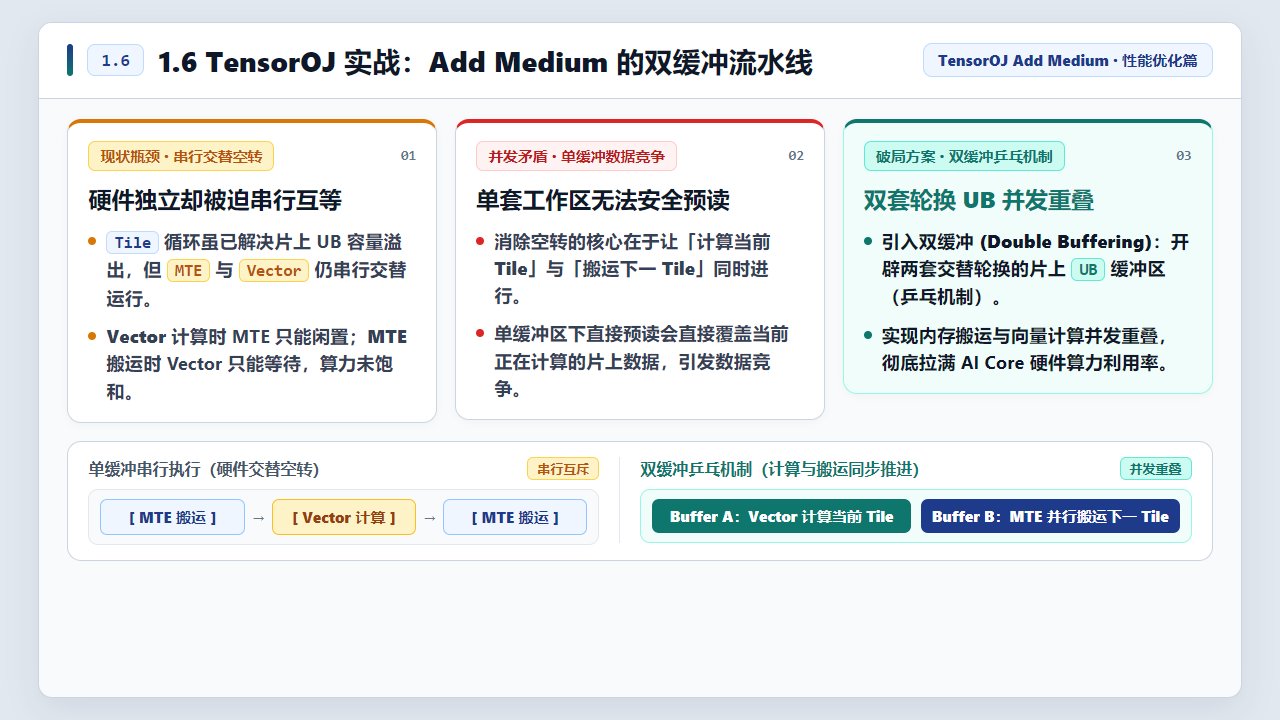 1.6
1.6 TensorOJ 实战：Add Medium 的双缓冲流水线
TensorOJ Add Medium · 性能优化篇
现状瓶颈 · 串行交替空转
01
硬件独立却被迫串行互等
Tile 循环虽已解决片上 UB 容量溢
出，但 MTE 与 Vector 仍串行交替
运行。
Vector 计算时 MTE 只能闲置；MTE
搬运时 Vector 只能等待，算力未饱
和。
并发矛盾 · 单缓冲数据竞争
02
单套工作区无法安全预读
消除空转的核心在于让「计算当前
Tile」与「搬运下一 Tile」同时进
行。
单缓冲区下直接预读会直接覆盖当前
正在计算的片上数据，引发数据竞
争。
破局方案 · 双缓冲乒乓机制
03
双套轮换 UB 并发重叠
引入双缓冲 (Double Buffering)：开
辟两套交替轮换的片上 UB 缓冲区
（乒乓机制）。
实现内存搬运与向量计算并发重叠，
彻底拉满 AI Core 硬件算力利用率。
单缓冲串行执行（硬件交替空转）
串行互斥
[ MTE 搬运 ] → [ Vector 计算 ] → [ MTE 搬运 ]
双缓冲乒乓机制（计算与搬运同步推进）
并发重叠
Buffer A：Vector 计算当前 Tile
Buffer B：MTE 并行搬运下一 Tile